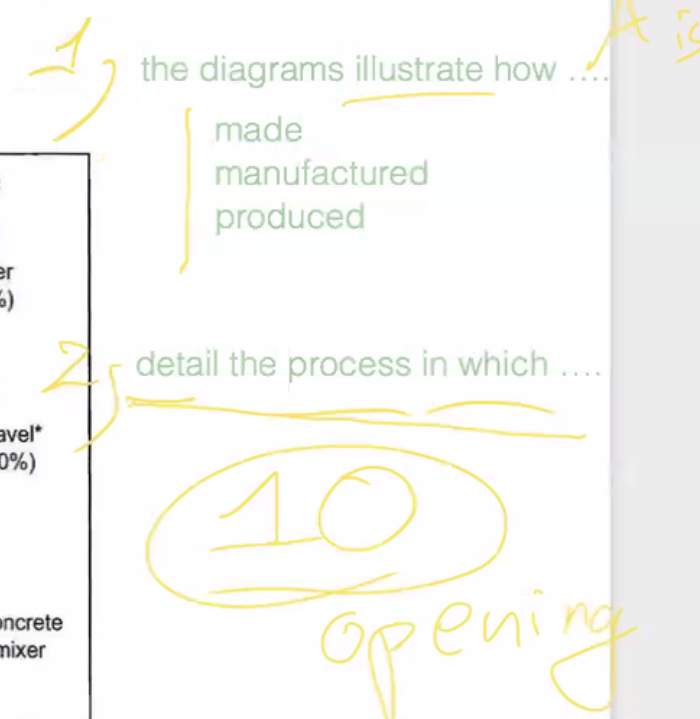 1) the diagrams illustrate how ....
made
manufactured
produced
2) detail the process in which ....
10
opening
%)
avel*
0%)
oncrete
mixer